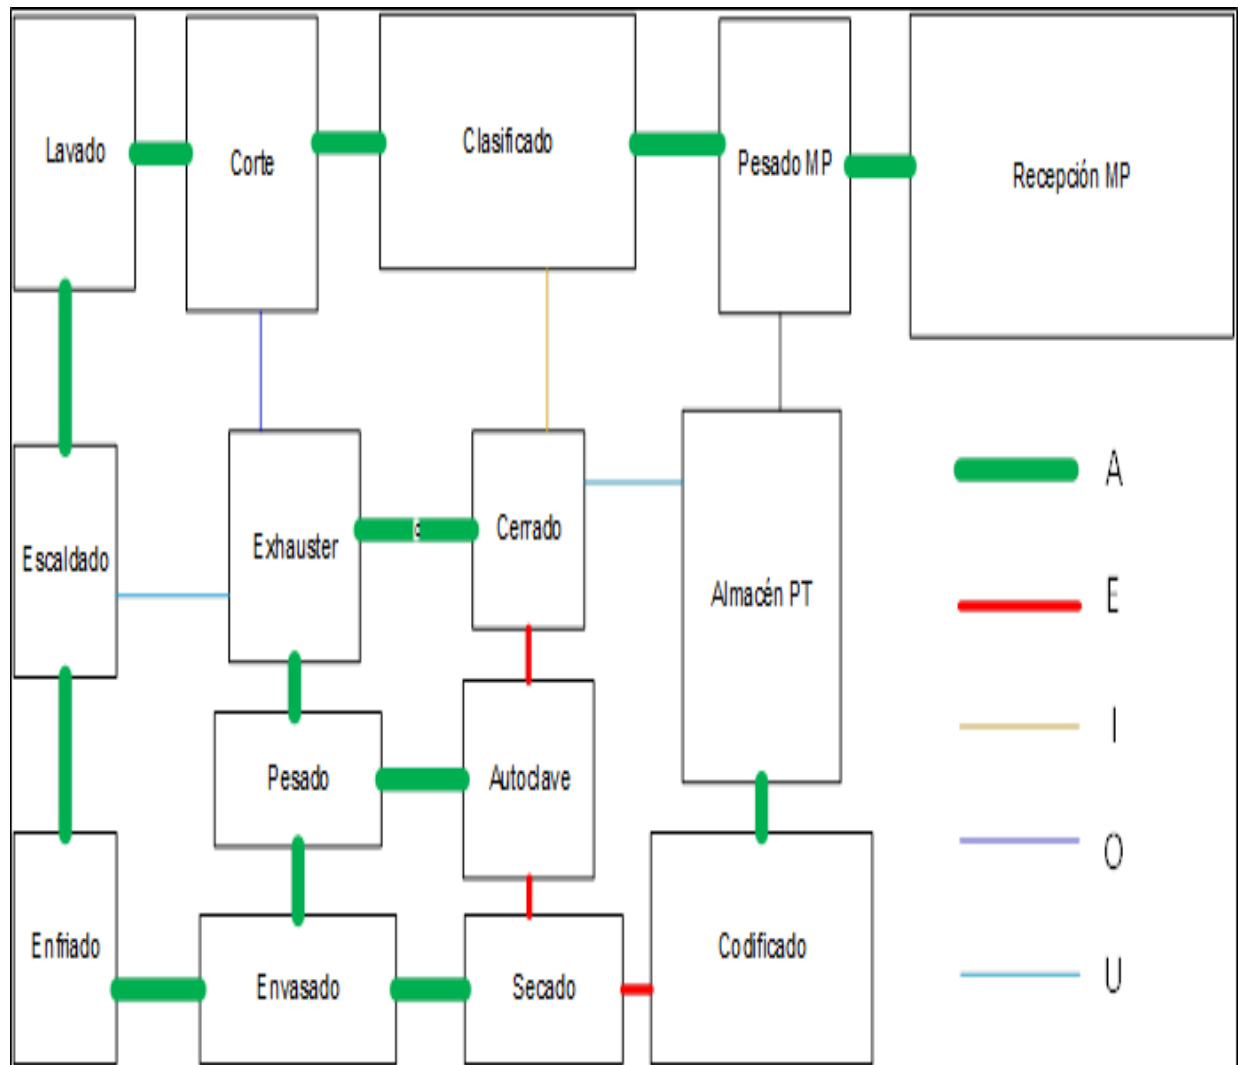 Lavado
Corte
Clasificado
Pesado MP
Recepción MP
Escaldado
Exhauster
Cerrado
Almacén PT
Pesado
Autoclave
Enfriado
Envasado
Secado
Codificado
A
E
I
O
U